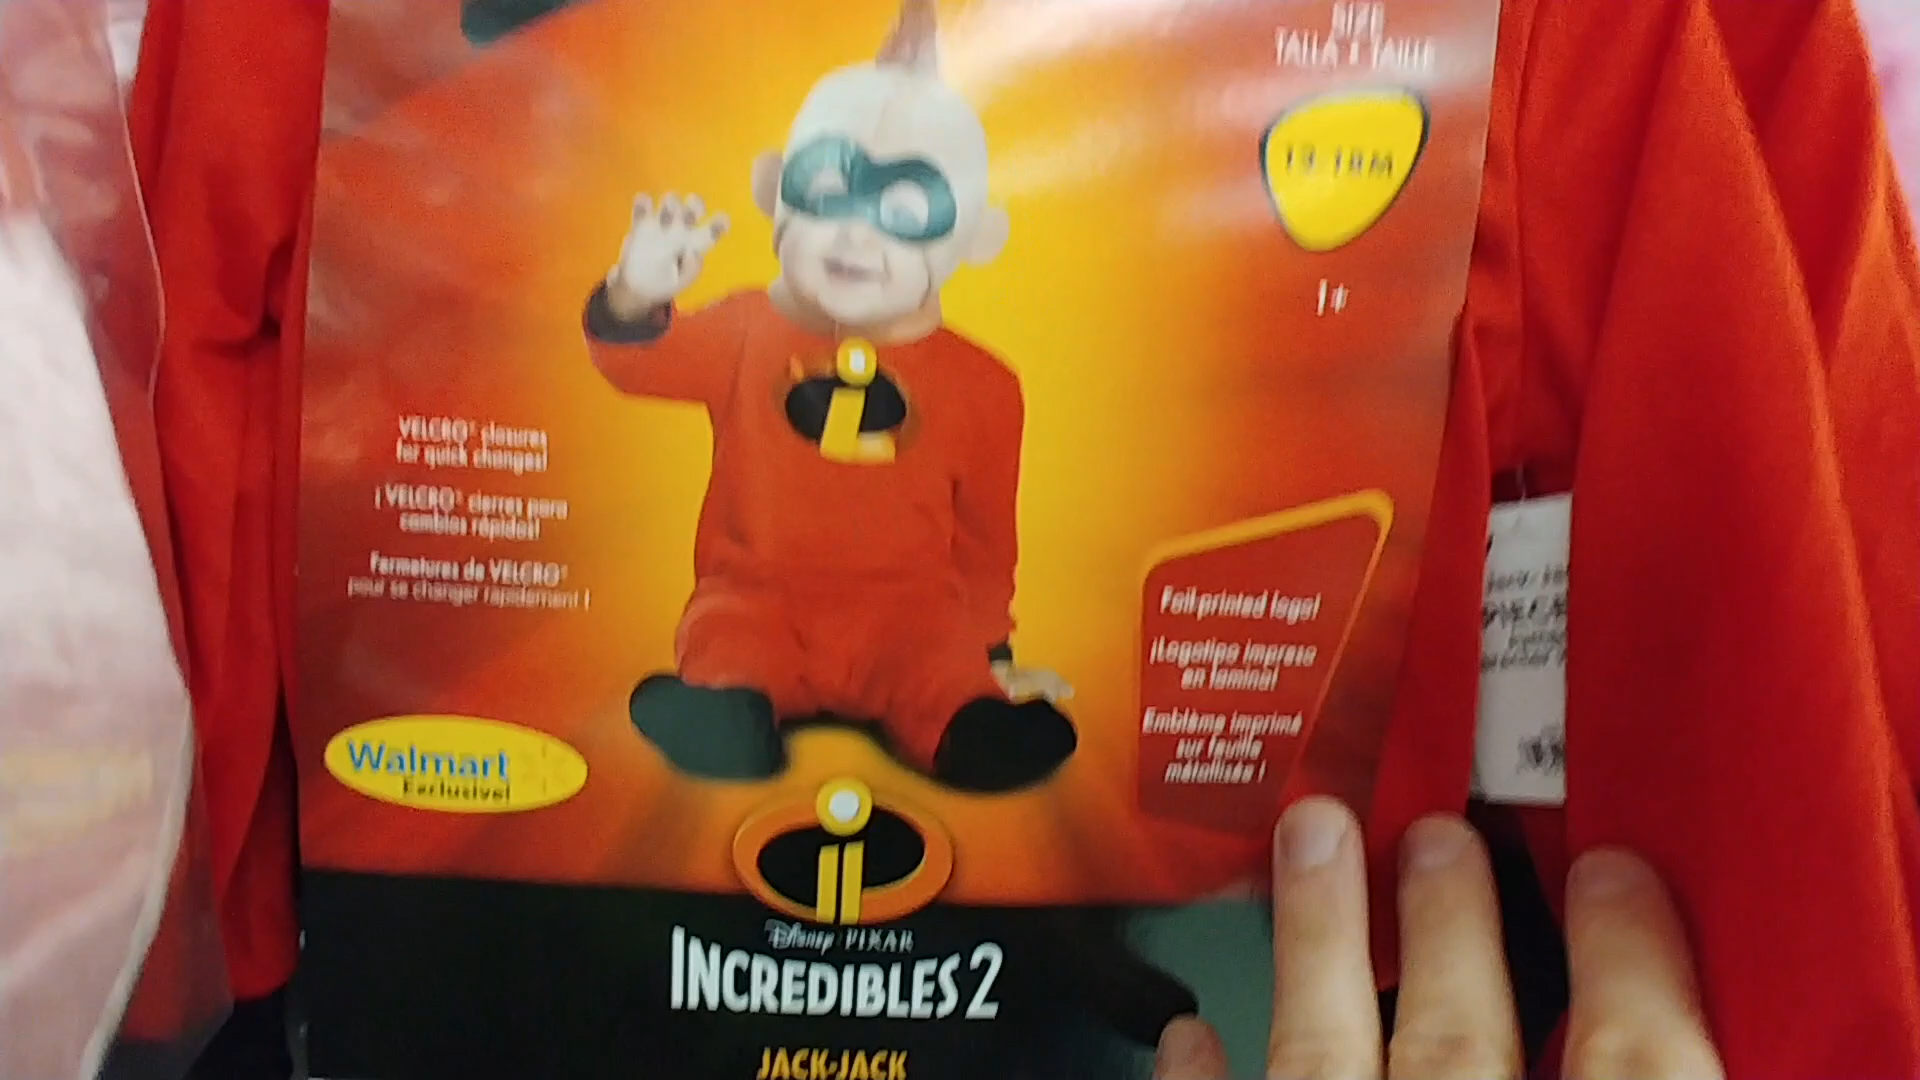 SIZE
TALLA • TAILLE
12-18M
1+
VELCRO® closures
for quick changes!
¡VELCRO® cierres para
cambios rápidos!
Fermetures de VELCRO®
pour se changer rapidement !
Foil-printed logo!
¡Logotipo impreso
en lamina!
Emblème imprimé
sur feuille
métallisée !
Walmart
Exclusive!
Disney PIXAR
INCREDIBLES 2
JACK-JACK